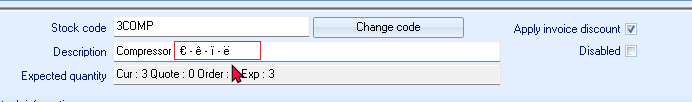 Stock code 3COMP Change code Apply invoice discount
Description Compressor € - ê - ï - ë Disabled
Expected quantity Cur : 3 Quote : 0 Order : Exp : 3